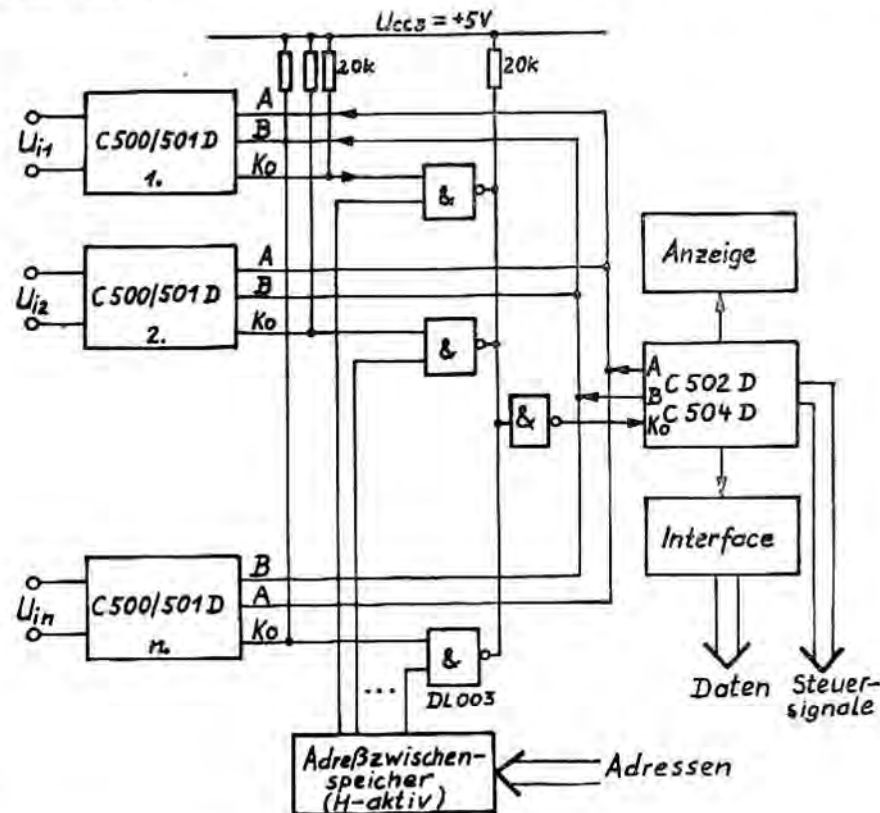 Uccs = +5V
20k
20k
Ui1
C500/501D
1.
A
B
Ko
&
Ui2
C500/501D
2.
A
B
Ko
&
Anzeige
&
A
B
Ko
C502D
C504D
Interface
Uin
C500/501D
n.
B
A
Ko
&
...
DL003
Daten
Steuer-
signale
Adreßzwischen-
speicher
(H-aktiv)
Adressen